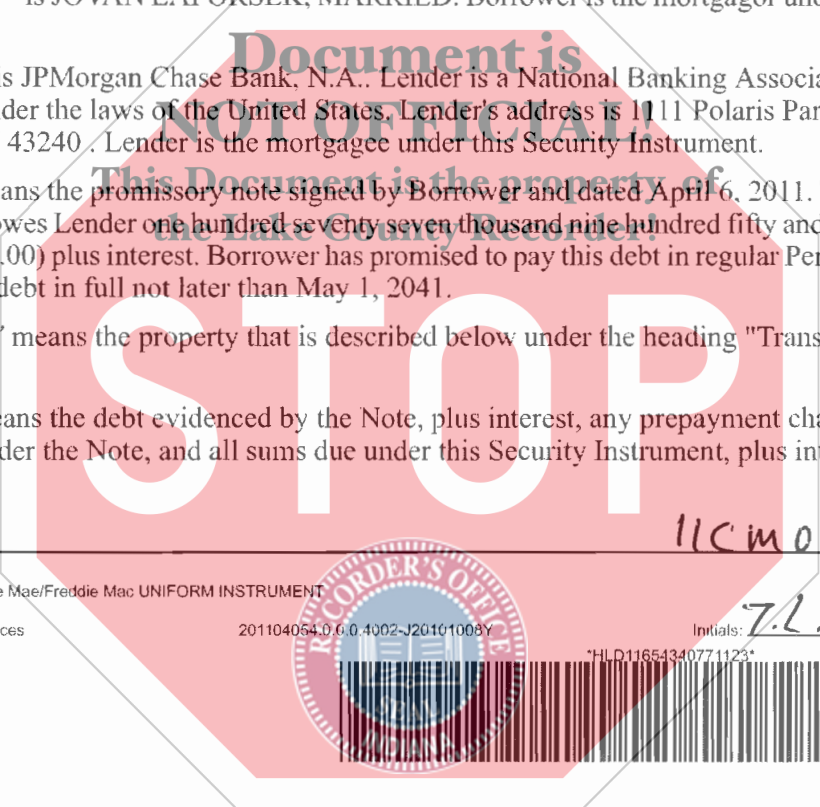 is JOVAN LAPORSEK, MARRIED. Borrower is the mortgagor und
Document is
NOT OFFICIAL!
This Document is the property of
the Lake County Recorder!
is JPMorgan Chase Bank, N.A.. Lender is a National Banking Associa
der the laws of the United States. Lender's address is 1111 Polaris Par
43240 . Lender is the mortgagee under this Security Instrument.
ans the promissory note signed by Borrower and dated April 6, 2011.
owes Lender one hundred seventy seven thousand nine hundred fifty and
.00) plus interest. Borrower has promised to pay this debt in regular Per
debt in full not later than May 1, 2041.
" means the property that is described below under the heading "Trans
eans the debt evidenced by the Note, plus interest, any prepayment cha
der the Note, and all sums due under this Security Instrument, plus int
STOP
11Cm0
e Mae/Freddie Mac UNIFORM INSTRUMENT
ces
201104054.0.0.0.4002-J20101008Y
Initials: J.L.
*HLD11654340771123*
RECORDER'S OFFICE
SEAL
INDIANA